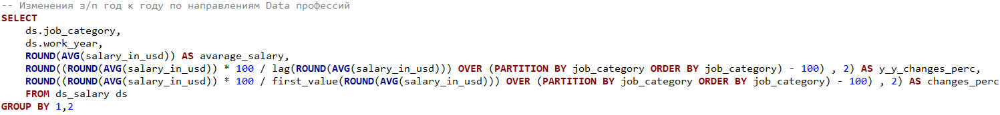 -- Изменения з/п год к году по направлениям Data профессий
SELECT
ds.job_category,
ds.work_year,
ROUND(AVG(salary_in_usd)) AS avarage_salary,
ROUND((ROUND(AVG(salary_in_usd)) * 100 / lag(ROUND(AVG(salary_in_usd))) OVER (PARTITION BY job_category ORDER BY job_category) - 100) , 2) AS y_y_changes_perc,
ROUND((ROUND(AVG(salary_in_usd)) * 100 / first_value(ROUND(AVG(salary_in_usd))) OVER (PARTITION BY job_category ORDER BY job_category) - 100) , 2) AS changes_perc
FROM ds_salary ds
GROUP BY 1,2